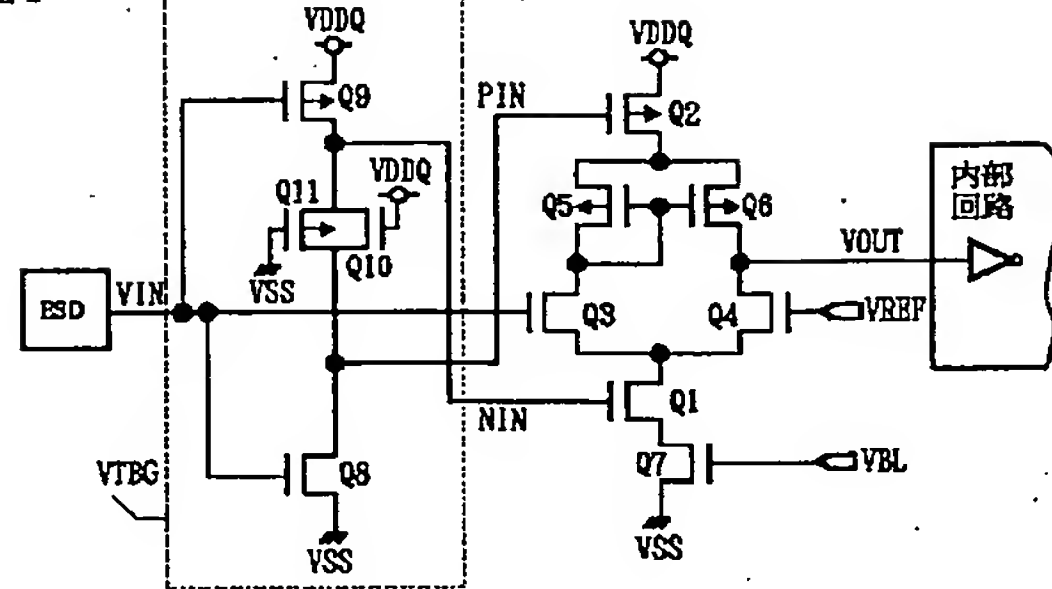 VDDQ
Q9
VDDQ
Q11
Q10
VSS
ESD
VIN
PIN
NIN
Q8
VSS
VTBG
VDDQ
Q2
Q5
Q6
VOUT
内部
回路
Q3
Q4
VREF
Q1
Q7
VBL
VSS